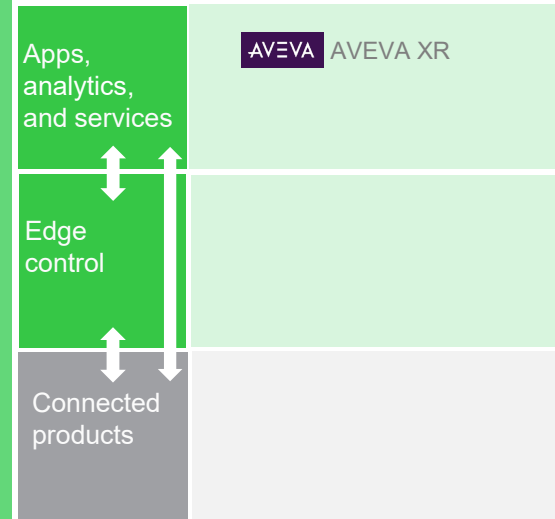 Apps,
analytics,
and services
AVEVA AVEVA XR
Edge
control
Connected
products